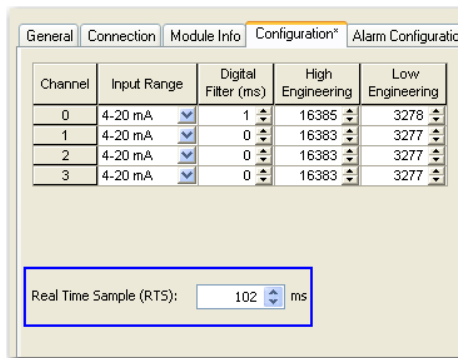 General Connection Module Info Configuration* Alarm Configuratio
Channel Input Range Digital Filter (ms) High Engineering Low Engineering
0 4-20 mA 1 16385 3278
1 4-20 mA 0 16383 3277
2 4-20 mA 0 16383 3277
3 4-20 mA 0 16383 3277
Real Time Sample (RTS): 102 ms